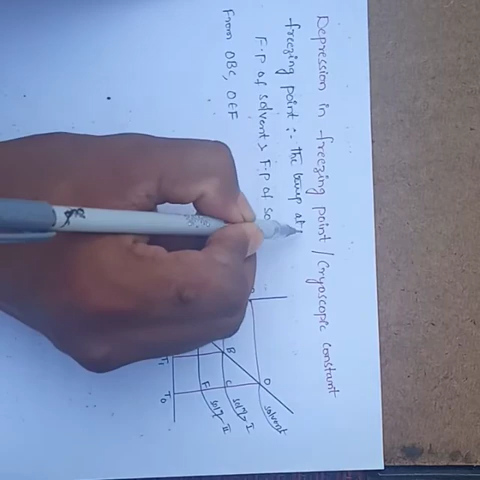 Depression in freezing point / Cryoscopic constant
freezing point :- The temp at
F.P of solvent > F.P of so
From OBC, OEF
B
O
C
F
T1
T0
solvent
solⁿ I
solⁿ II